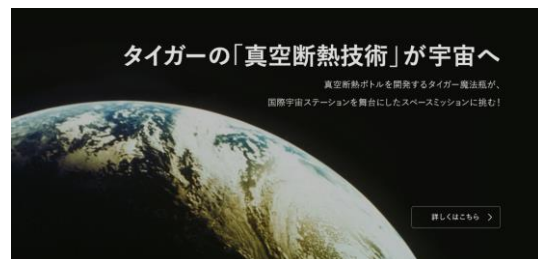 タイガーの「真空断熱技術」が宇宙へ
真空断熱ボトルを開発するタイガー魔法瓶が、
国際宇宙ステーションを舞台にしたスペースミッションに挑む！
詳しくはこちら